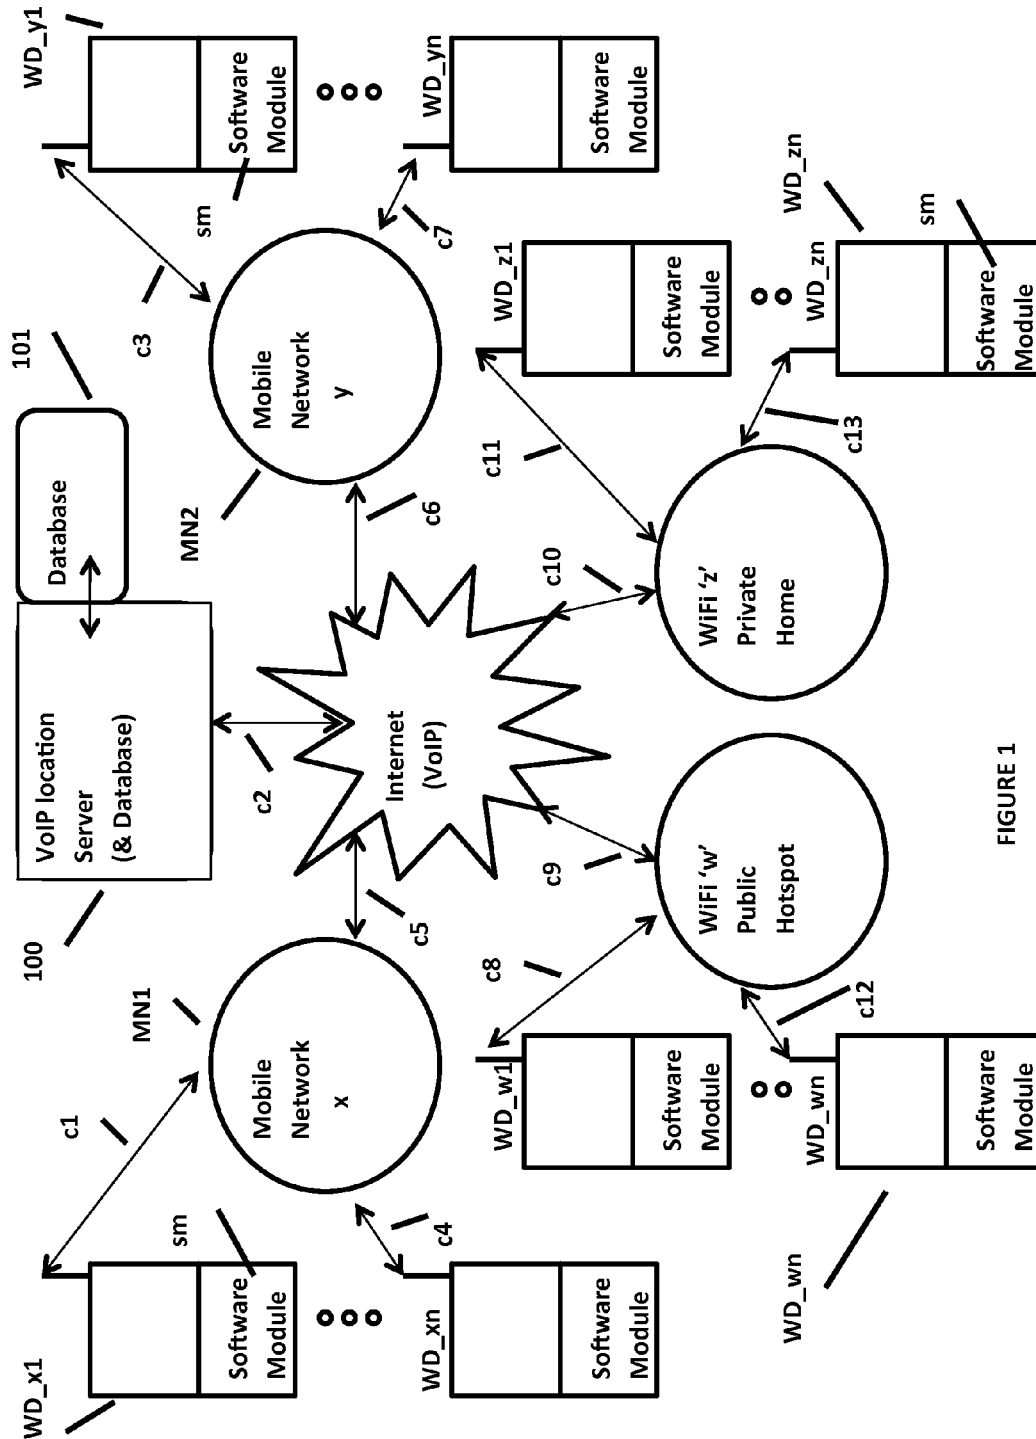 100
VoIP location
Server
(& Database)
Database
101
WD_x1
Software
Module
sm
c1
MN1
c2
MN2
c3
sm
WD_y1
Software
Module
Mobile
Network
x
Internet
(VoIP)
Mobile
Network
y
c5
c6
WD_xn
c4
Software
Module
c7
WD_yn
Software
Module
WD_w1
Software
Module
c8
c9
c10
c11
WD_z1
Software
Module
WiFi 'w'
Public
Hotspot
WiFi 'z'
Private
Home
WD_wn
WD_wn
Software
Module
c12
c13
WD_zn
WD_zn
sm
Software
Module
FIGURE 1